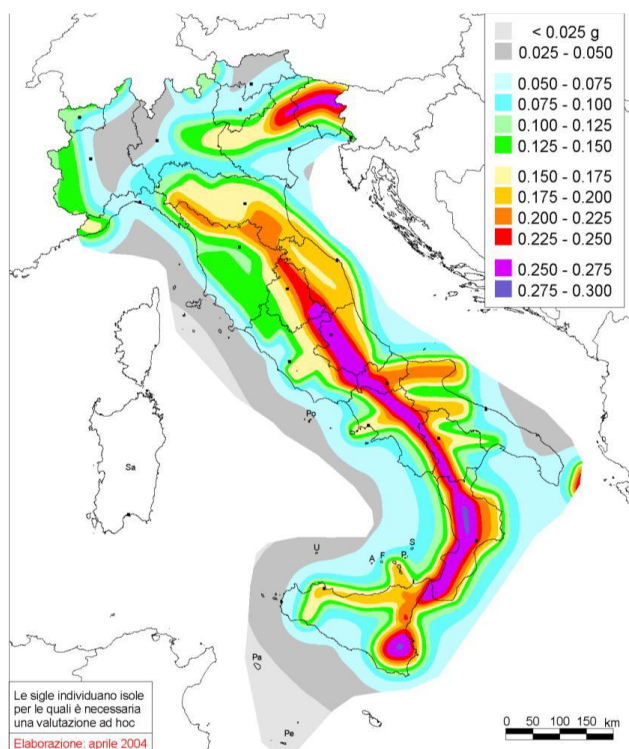 < 0.025 g
0.025 - 0.050
0.050 - 0.075
0.075 - 0.100
0.100 - 0.125
0.125 - 0.150
0.150 - 0.175
0.175 - 0.200
0.200 - 0.225
0.225 - 0.250
0.250 - 0.275
0.275 - 0.300
Po
Sa
U
A
F
P
S
Pa
Pe
Le sigle individuano isole
per le quali è necessaria
una valutazione ad hoc
Elaborazione: aprile 2004
0 50 100 150 km